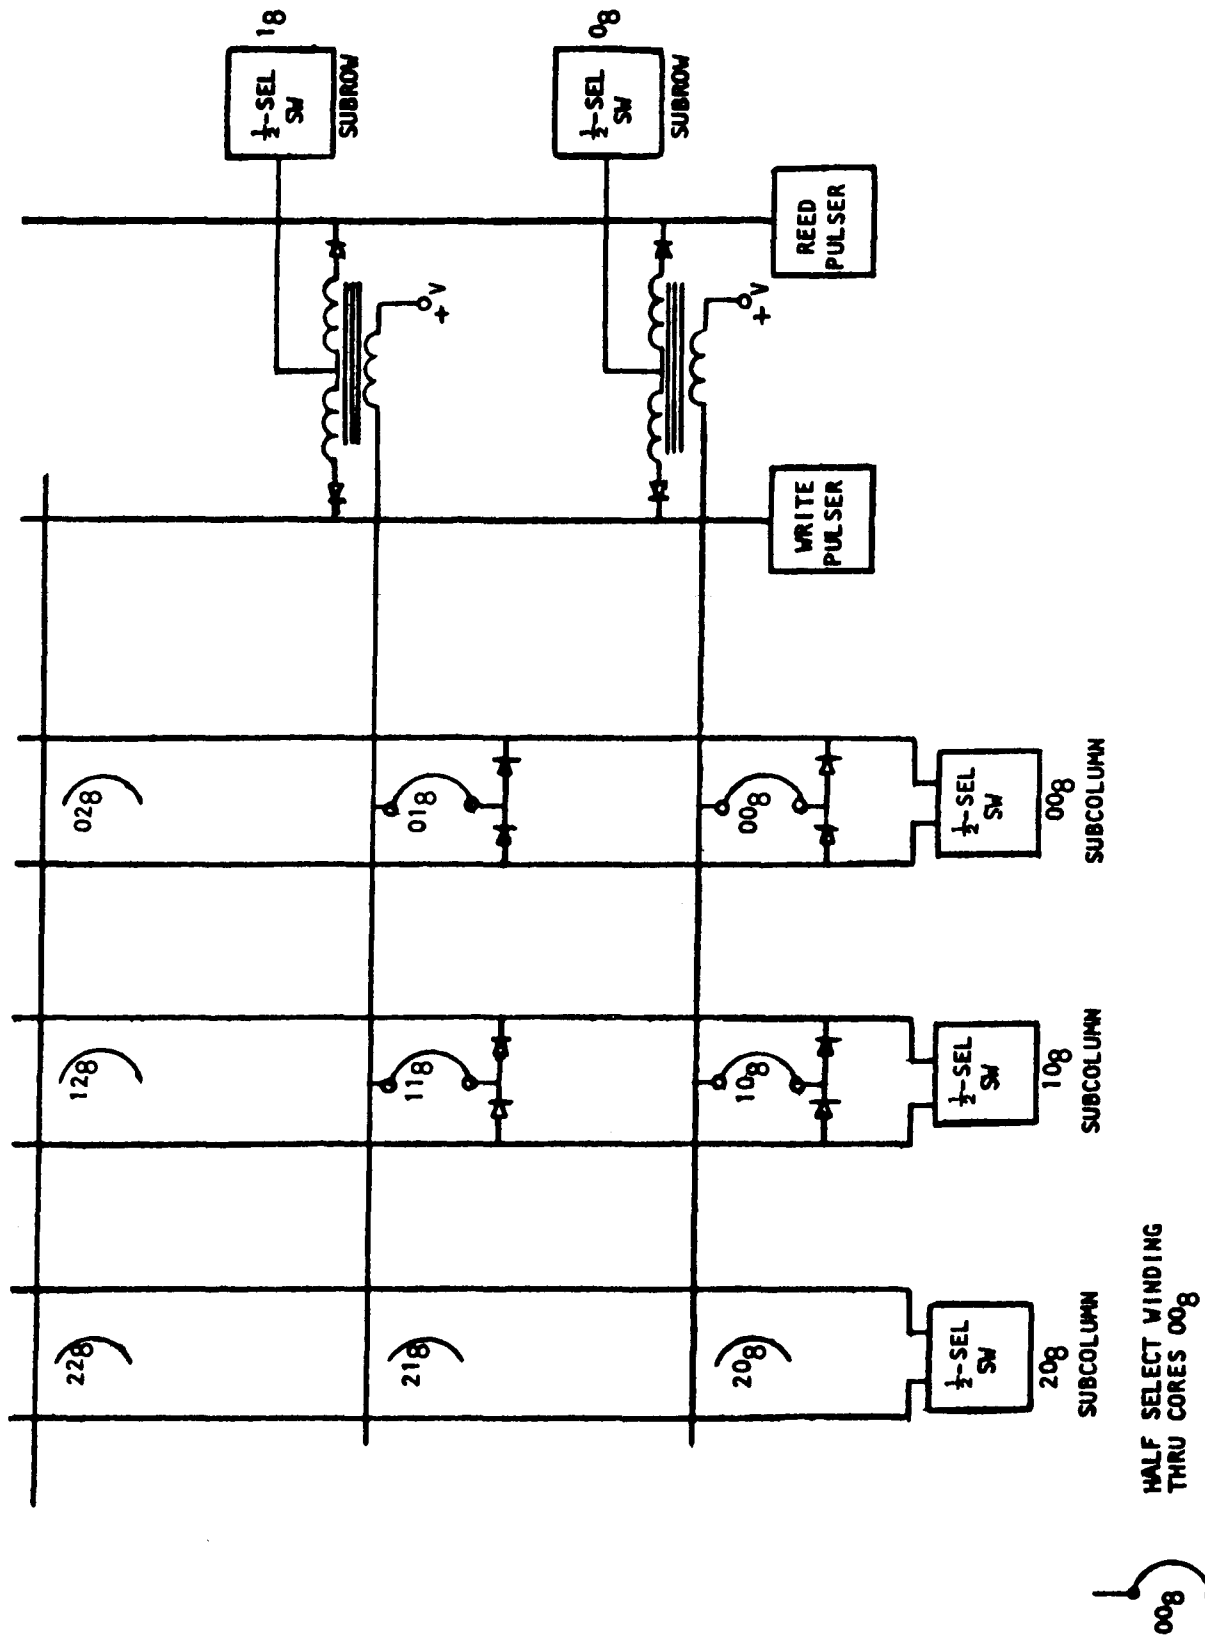 22₈
12₈
02₈
½-SEL
SW
1₈
SUBROW
21₈
11₈
01₈
+V
½-SEL
SW
0₈
SUBROW
20₈
10₈
00₈
+V
WRITE
PULSER
REED
PULSER
½-SEL
SW
20₈
SUBCOLUMN
½-SEL
SW
10₈
SUBCOLUMN
½-SEL
SW
00₈
SUBCOLUMN
00₈
HALF SELECT WINDING
THRU CORES 00₈